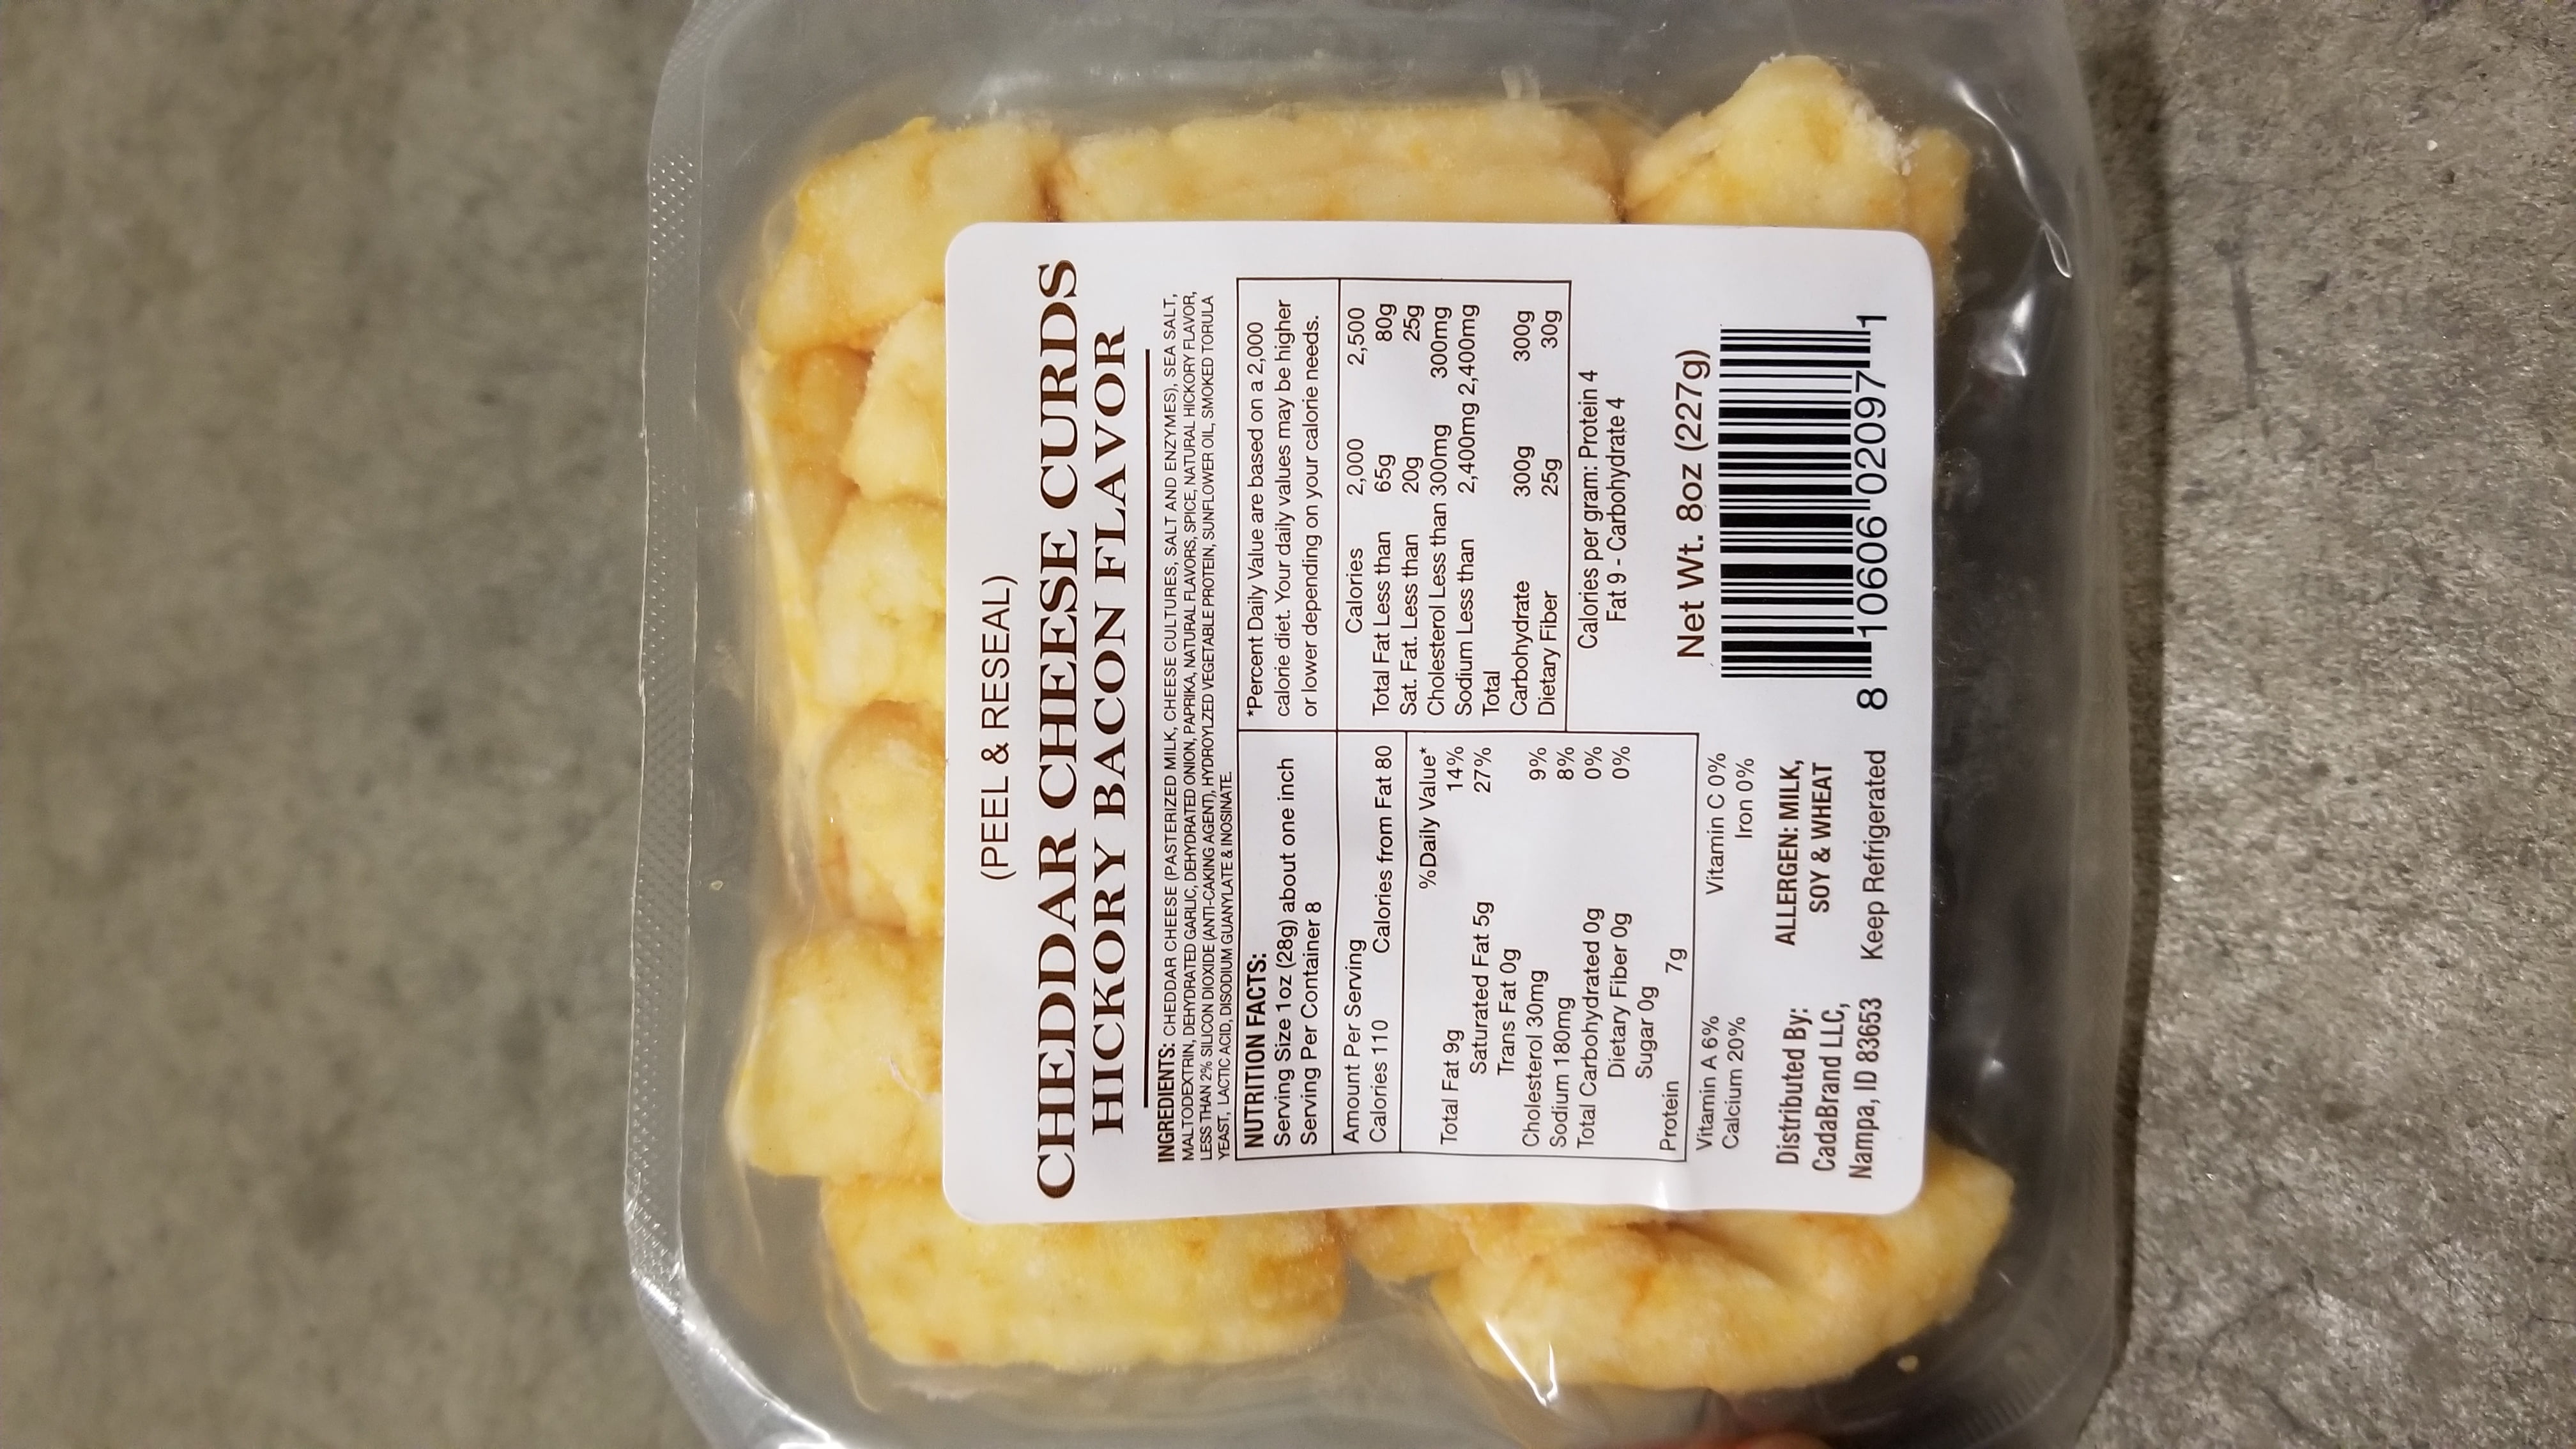 (PEEL & RESEAL)
CHEDDAR CHEESE CURDS
HICKORY BACON FLAVOR
INGREDIENTS: CHEDDAR CHEESE (PASTERIZED MILK, CHEESE CULTURES, SALT AND ENZYMES), SEA SALT,
MALTODEXTRIN, DEHYDRATED GARLIC, DEHYDRATED ONION, PAPRIKA, NATURAL FLAVORS, SPICE, NATURAL HICKORY FLAVOR,
LESS THAN 2% SILICON DIOXIDE (ANTI-CAKING AGENT), HYDROYLZED VEGETABLE PROTEIN, SUNFLOWER OIL, SMOKED TORULA
YEAST, LACTIC ACID, DISODIUM GUANYLATE & INOSINATE.
NUTRITION FACTS:
Serving Size 1oz (28g) about one inch
Serving Per Container 8
Amount Per Serving
Calories 110 Calories from Fat 80
%Daily Value*
Total Fat 9g 14%
Saturated Fat 5g 27%
Trans Fat 0g
Cholesterol 30mg 9%
Sodium 180mg 8%
Total Carbohydrated 0g 0%
Dietary Fiber 0g 0%
Sugar 0g
Protein 7g
Vitamin A 6% Vitamin C 0%
Calcium 20% Iron 0%
*Percent Daily Value are based on a 2,000
calorie diet. Your daily values may be higher
or lower depending on your calorie needs.
Calories 2,000 2,500
Total Fat Less than 65g 80g
Sat. Fat. Less than 20g 25g
Cholesterol Less than 300mg 300mg
Sodium Less than 2,400mg 2,400mg
Total
Carbohydrate 300g 300g
Dietary Fiber 25g 30g
Calories per gram: Protein 4
Fat 9 - Carbohydrate 4
Net Wt. 8oz (227g)
Distributed By:
CadaBrand LLC,
Nampa, ID 83653
ALLERGEN: MILK,
SOY & WHEAT
Keep Refrigerated
8 10606 02097 1